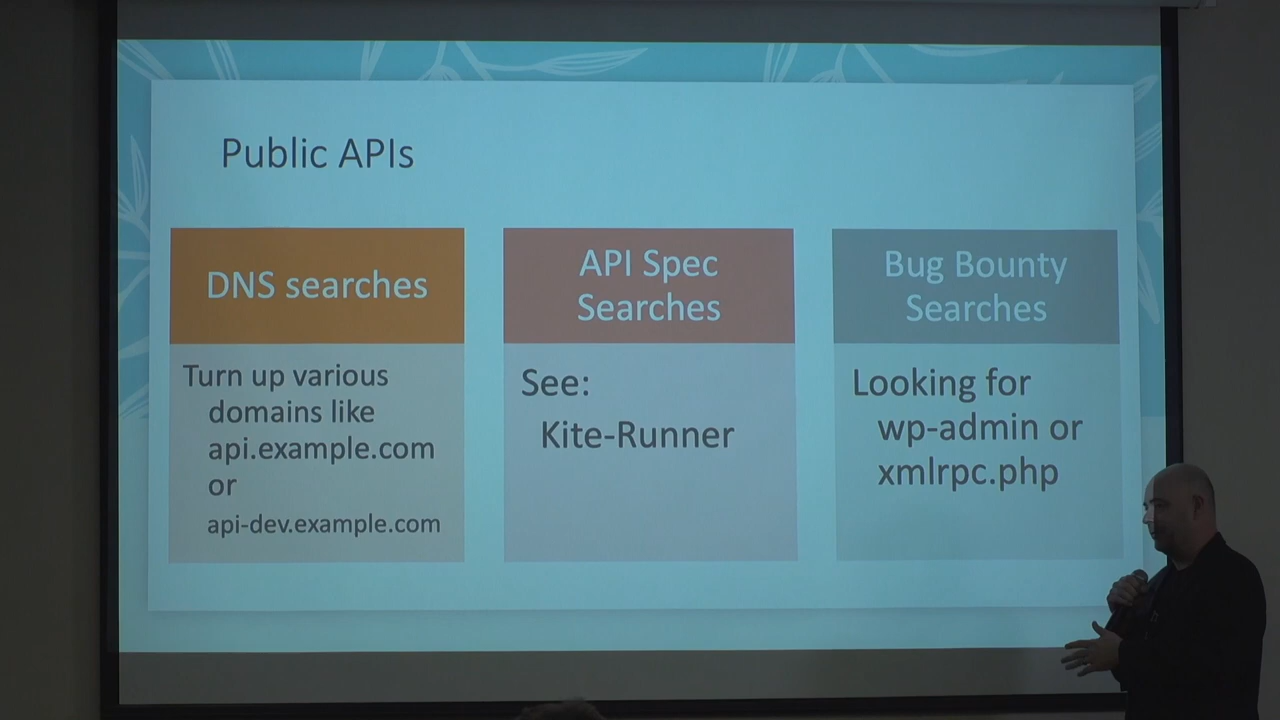 Public APIs
DNS searches
Turn up various
domains like
api.example.com
or
api-dev.example.com
API Spec
Searches
See:
Kite-Runner
Bug Bounty
Searches
Looking for
wp-admin or
xmlrpc.php